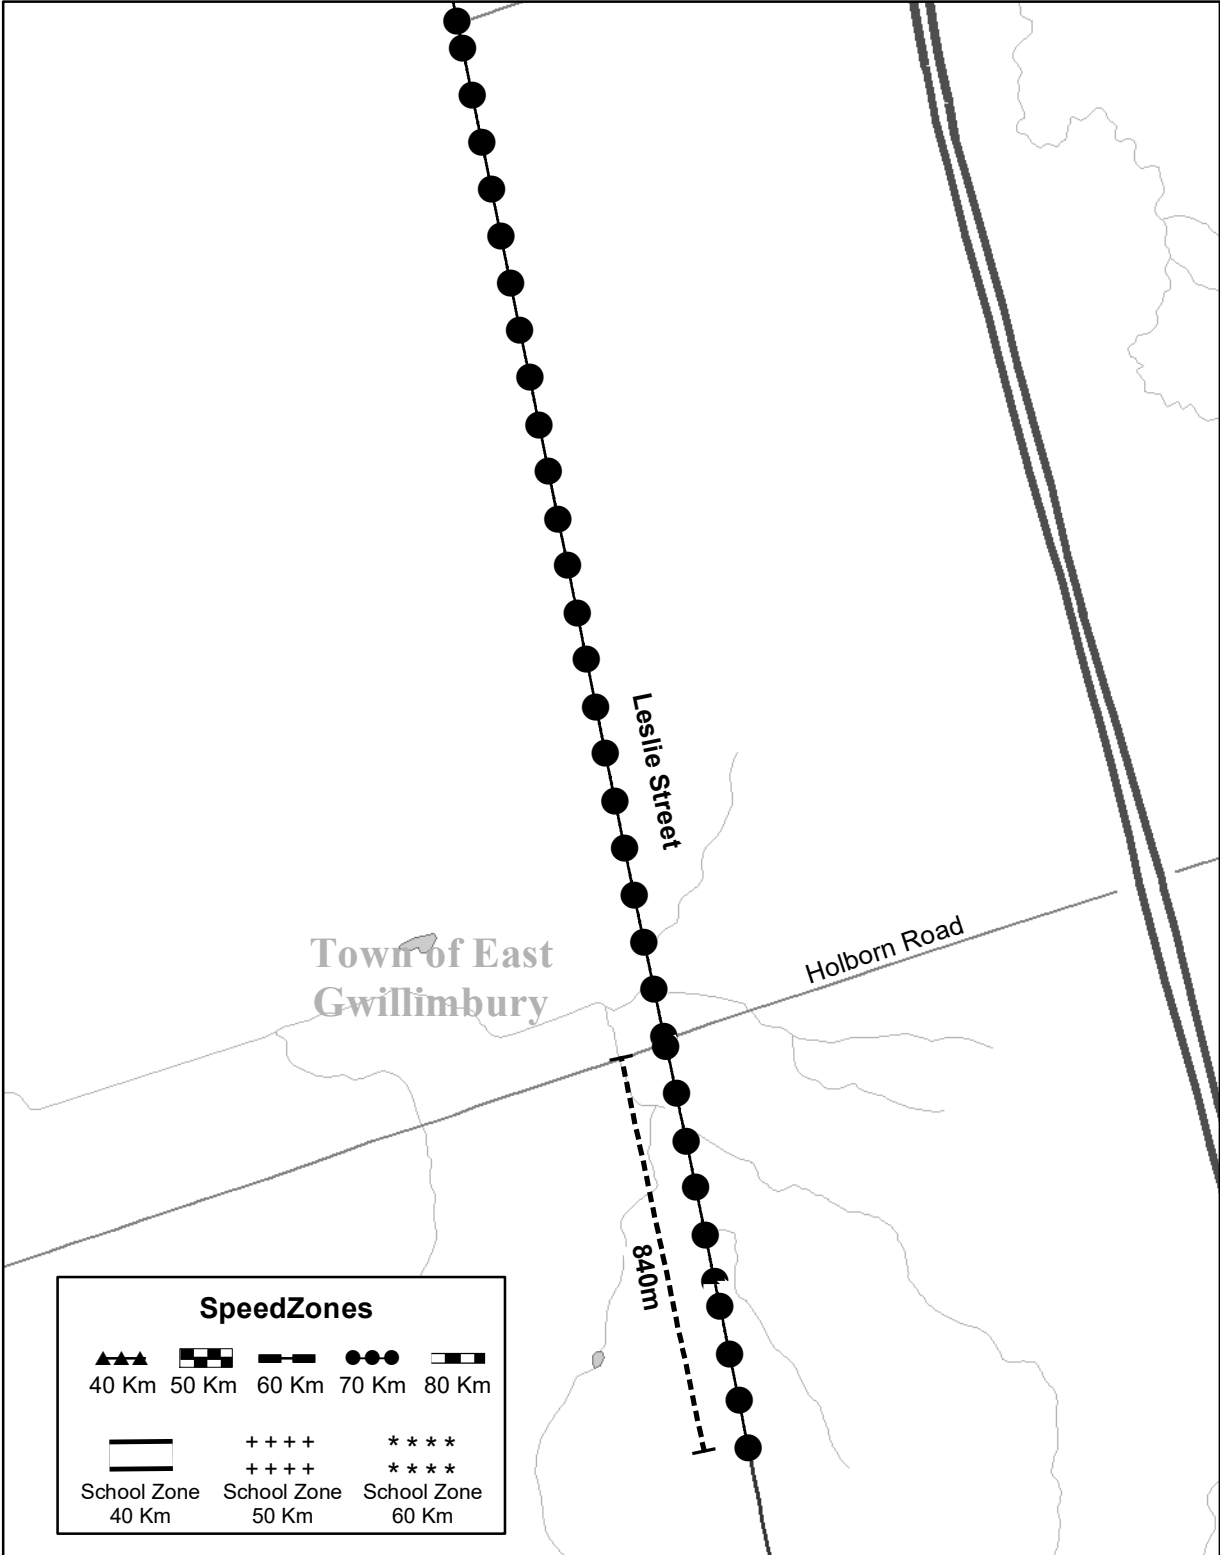 Leslie Street
Town of East
Gwillimbury
Holborn Road
840m
SpeedZones
40 Km 50 Km 60 Km 70 Km 80 Km
++++ ****
++++ ****
School Zone School Zone School Zone
40 Km 50 Km 60 Km